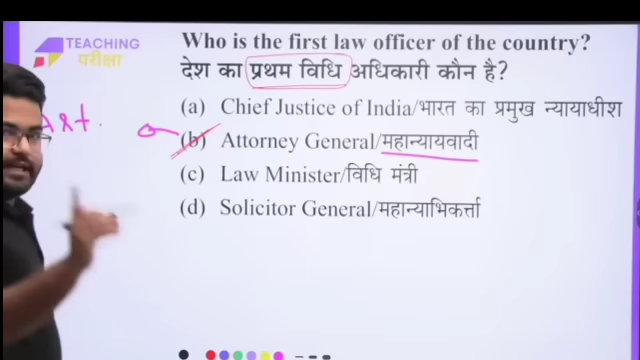 TEACHING
परीक्षा
Who is the first law officer of the country?
देश का प्रथम विधि अधिकारी कौन है?
Art.
(a) Chief Justice of India/भारत का प्रमुख न्यायाधीश
(b) Attorney General/महान्यायवादी
(c) Law Minister/विधि मंत्री
(d) Solicitor General/महान्याभिकर्त्ता